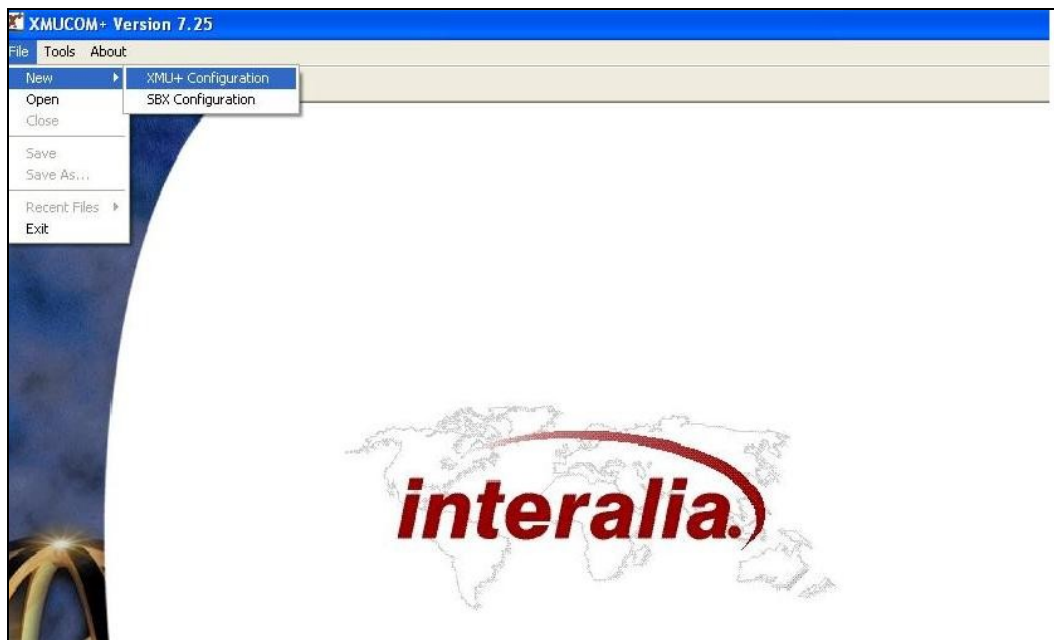 XMUCOM+ Version 7.25
File Tools About
New XMU+ Configuration
Open SBX Configuration
Close
Save
Save As...
Recent Files
Exit
interalia.